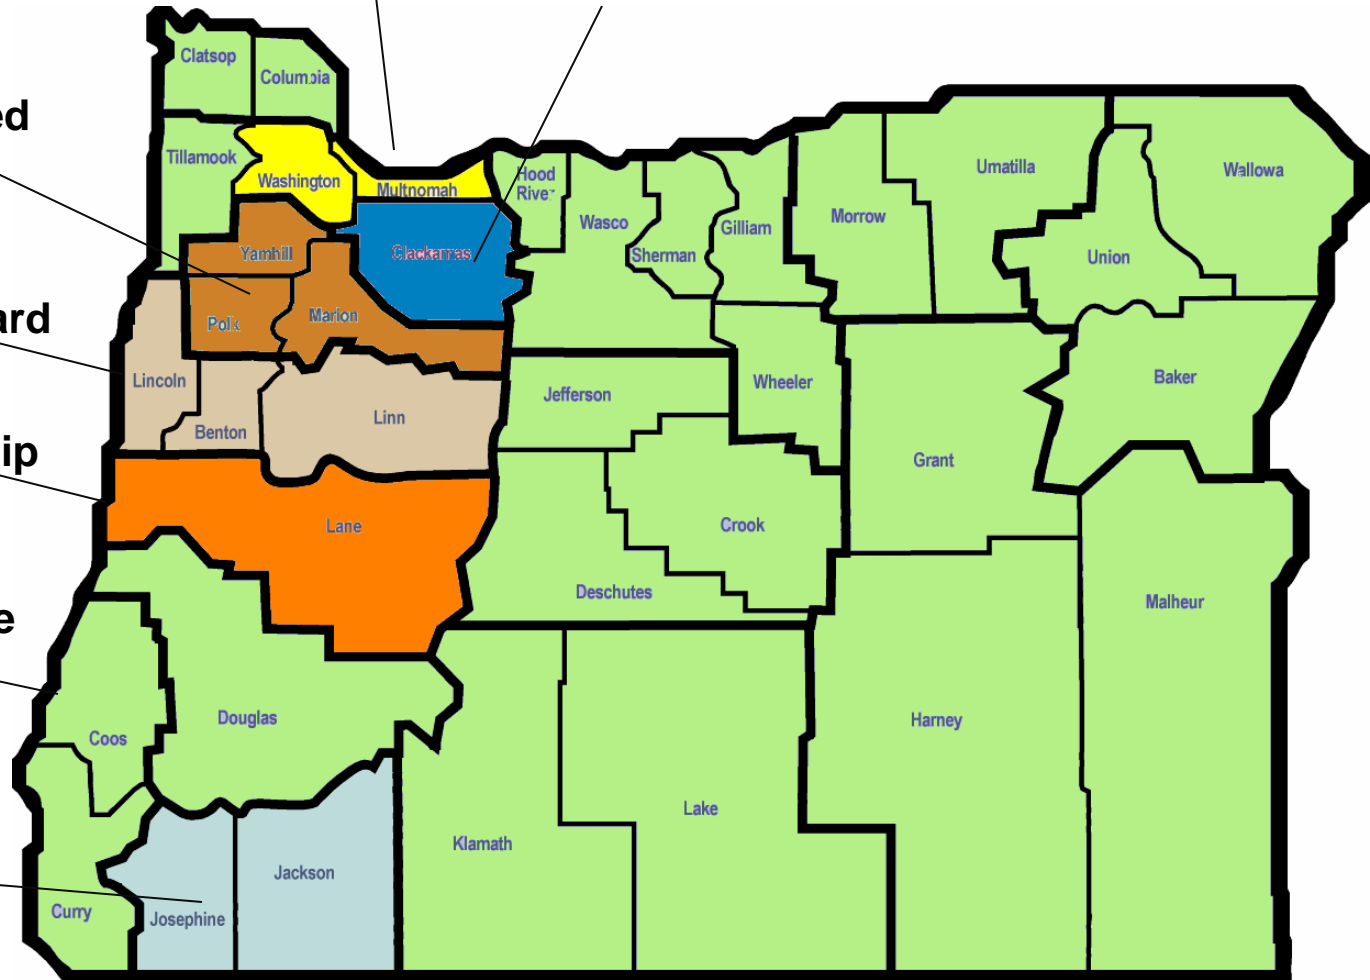 Clatsop
Columbia
ed
Tillamook
Washington
Multnomah
Hood
River
Wasco
Sherman
Gilliam
Morrow
Umatilla
Wallowa
Union
Yamhill
Clackamas
Polk
Marion
ard
Lincoln
Benton
Linn
Jefferson
Wheeler
Baker
ip
Grant
Lane
Crook
Deschutes
Malheur
e
Coos
Douglas
Harney
Klamath
Lake
Jackson
Curry
Josephine